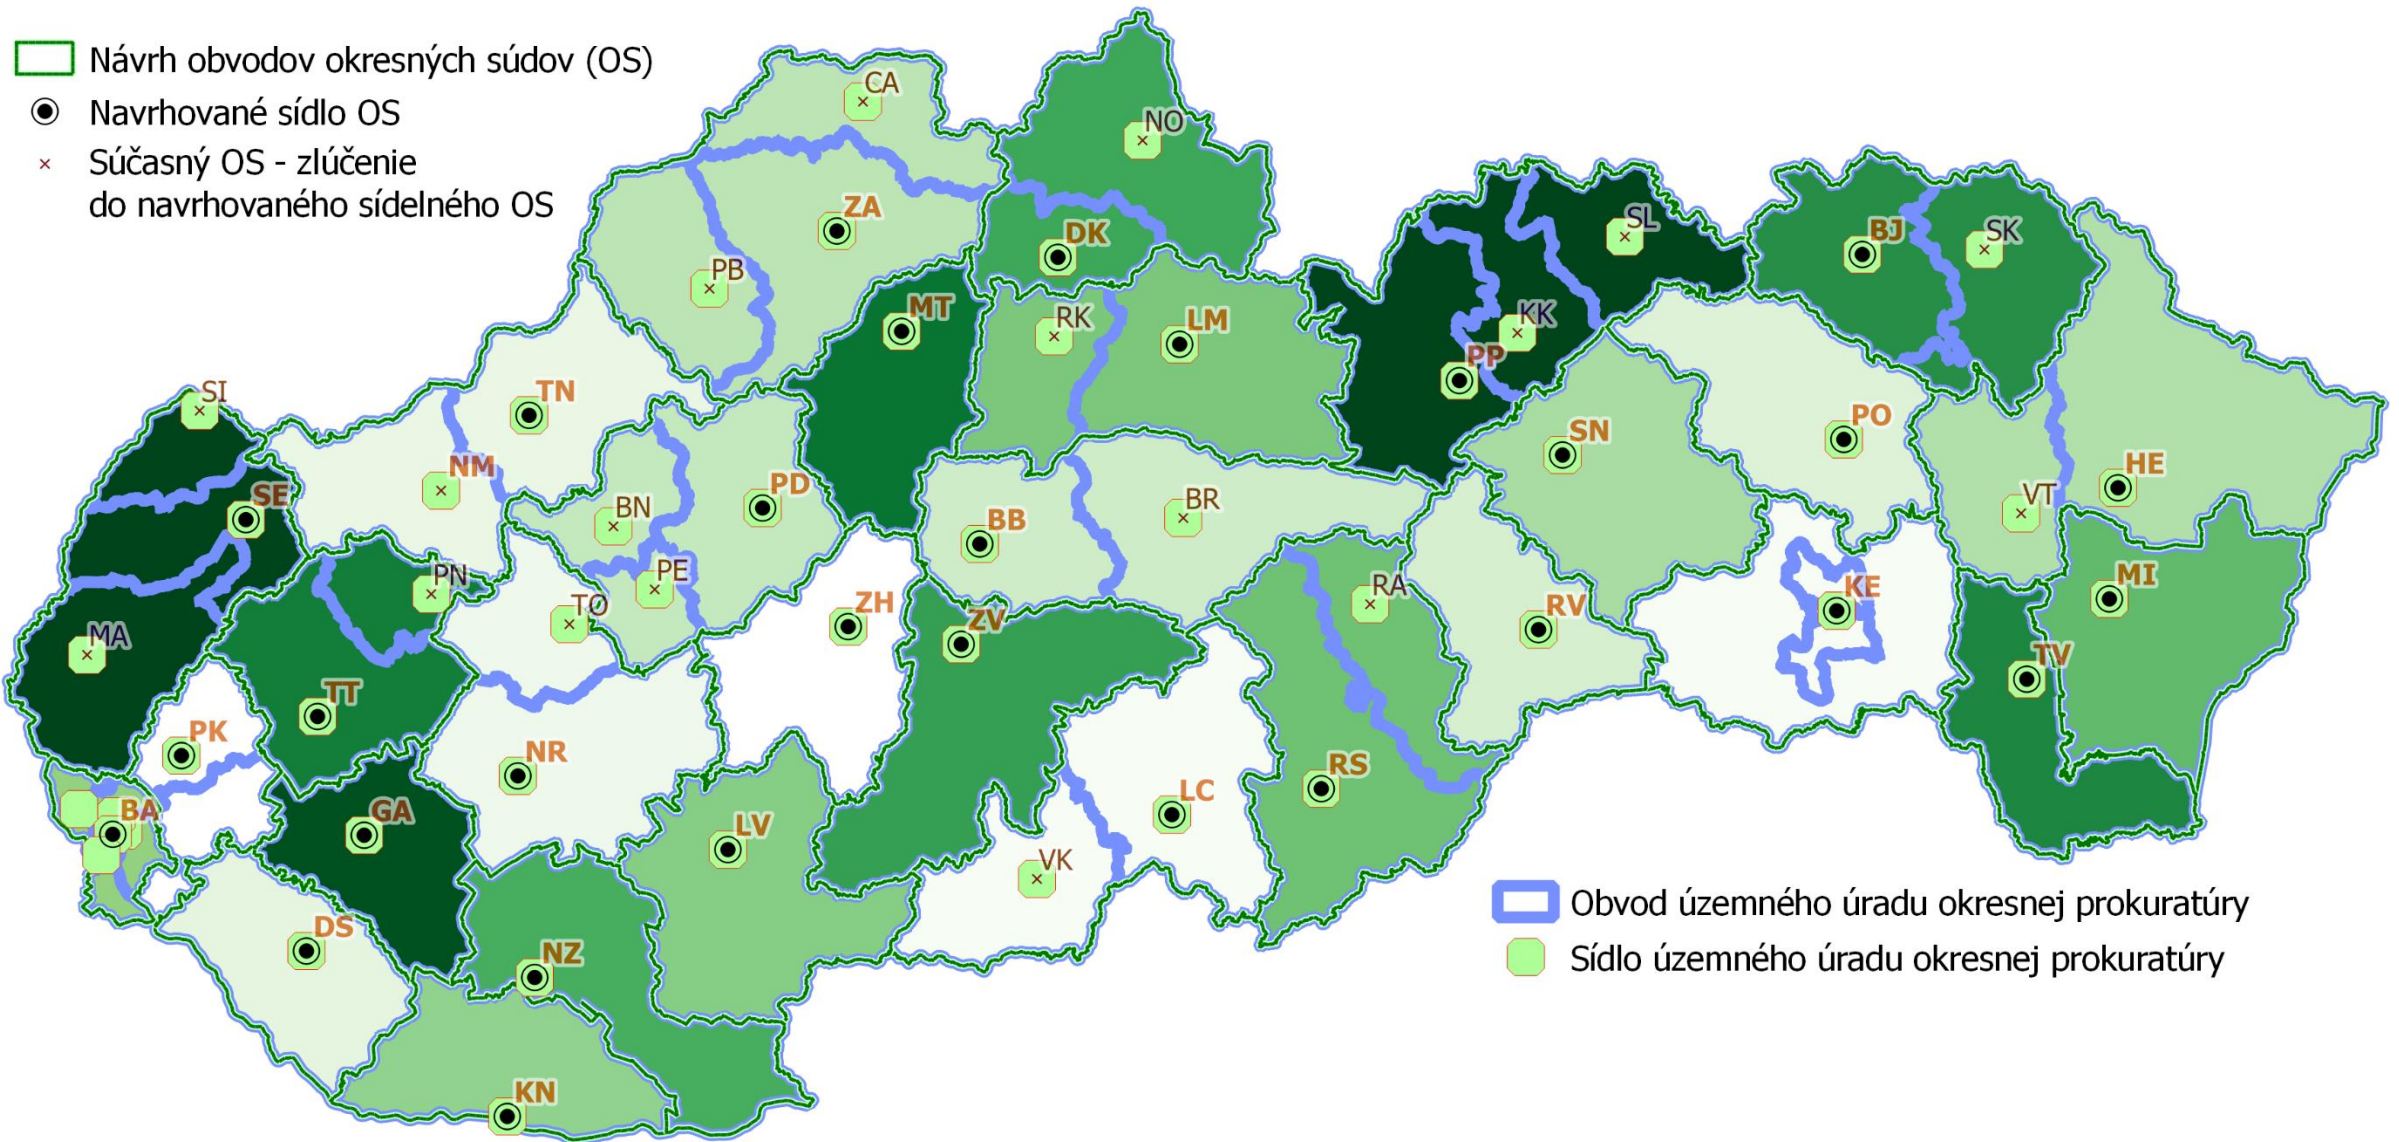 Návrh obvodov okresných súdov (OS)
Navrhované sídlo OS
Súčasný OS - zlúčenie
do navrhovaného sídelného OS
CA
NO
ZA
DK
SL
BJ
SK
PB
MT
RK
LM
KK
PP
SI
TN
PO
SN
NM
SE
PD
HE
BN
BB
BR
VT
PN
PE
TO
ZH
ZV
RA
RV
KE
MI
MA
TV
TT
PK
NR
RS
LC
BA
GA
LV
VK
DS
NZ
KN
Obvod územného úradu okresnej prokuratúry
Sídlo územného úradu okresnej prokuratúry